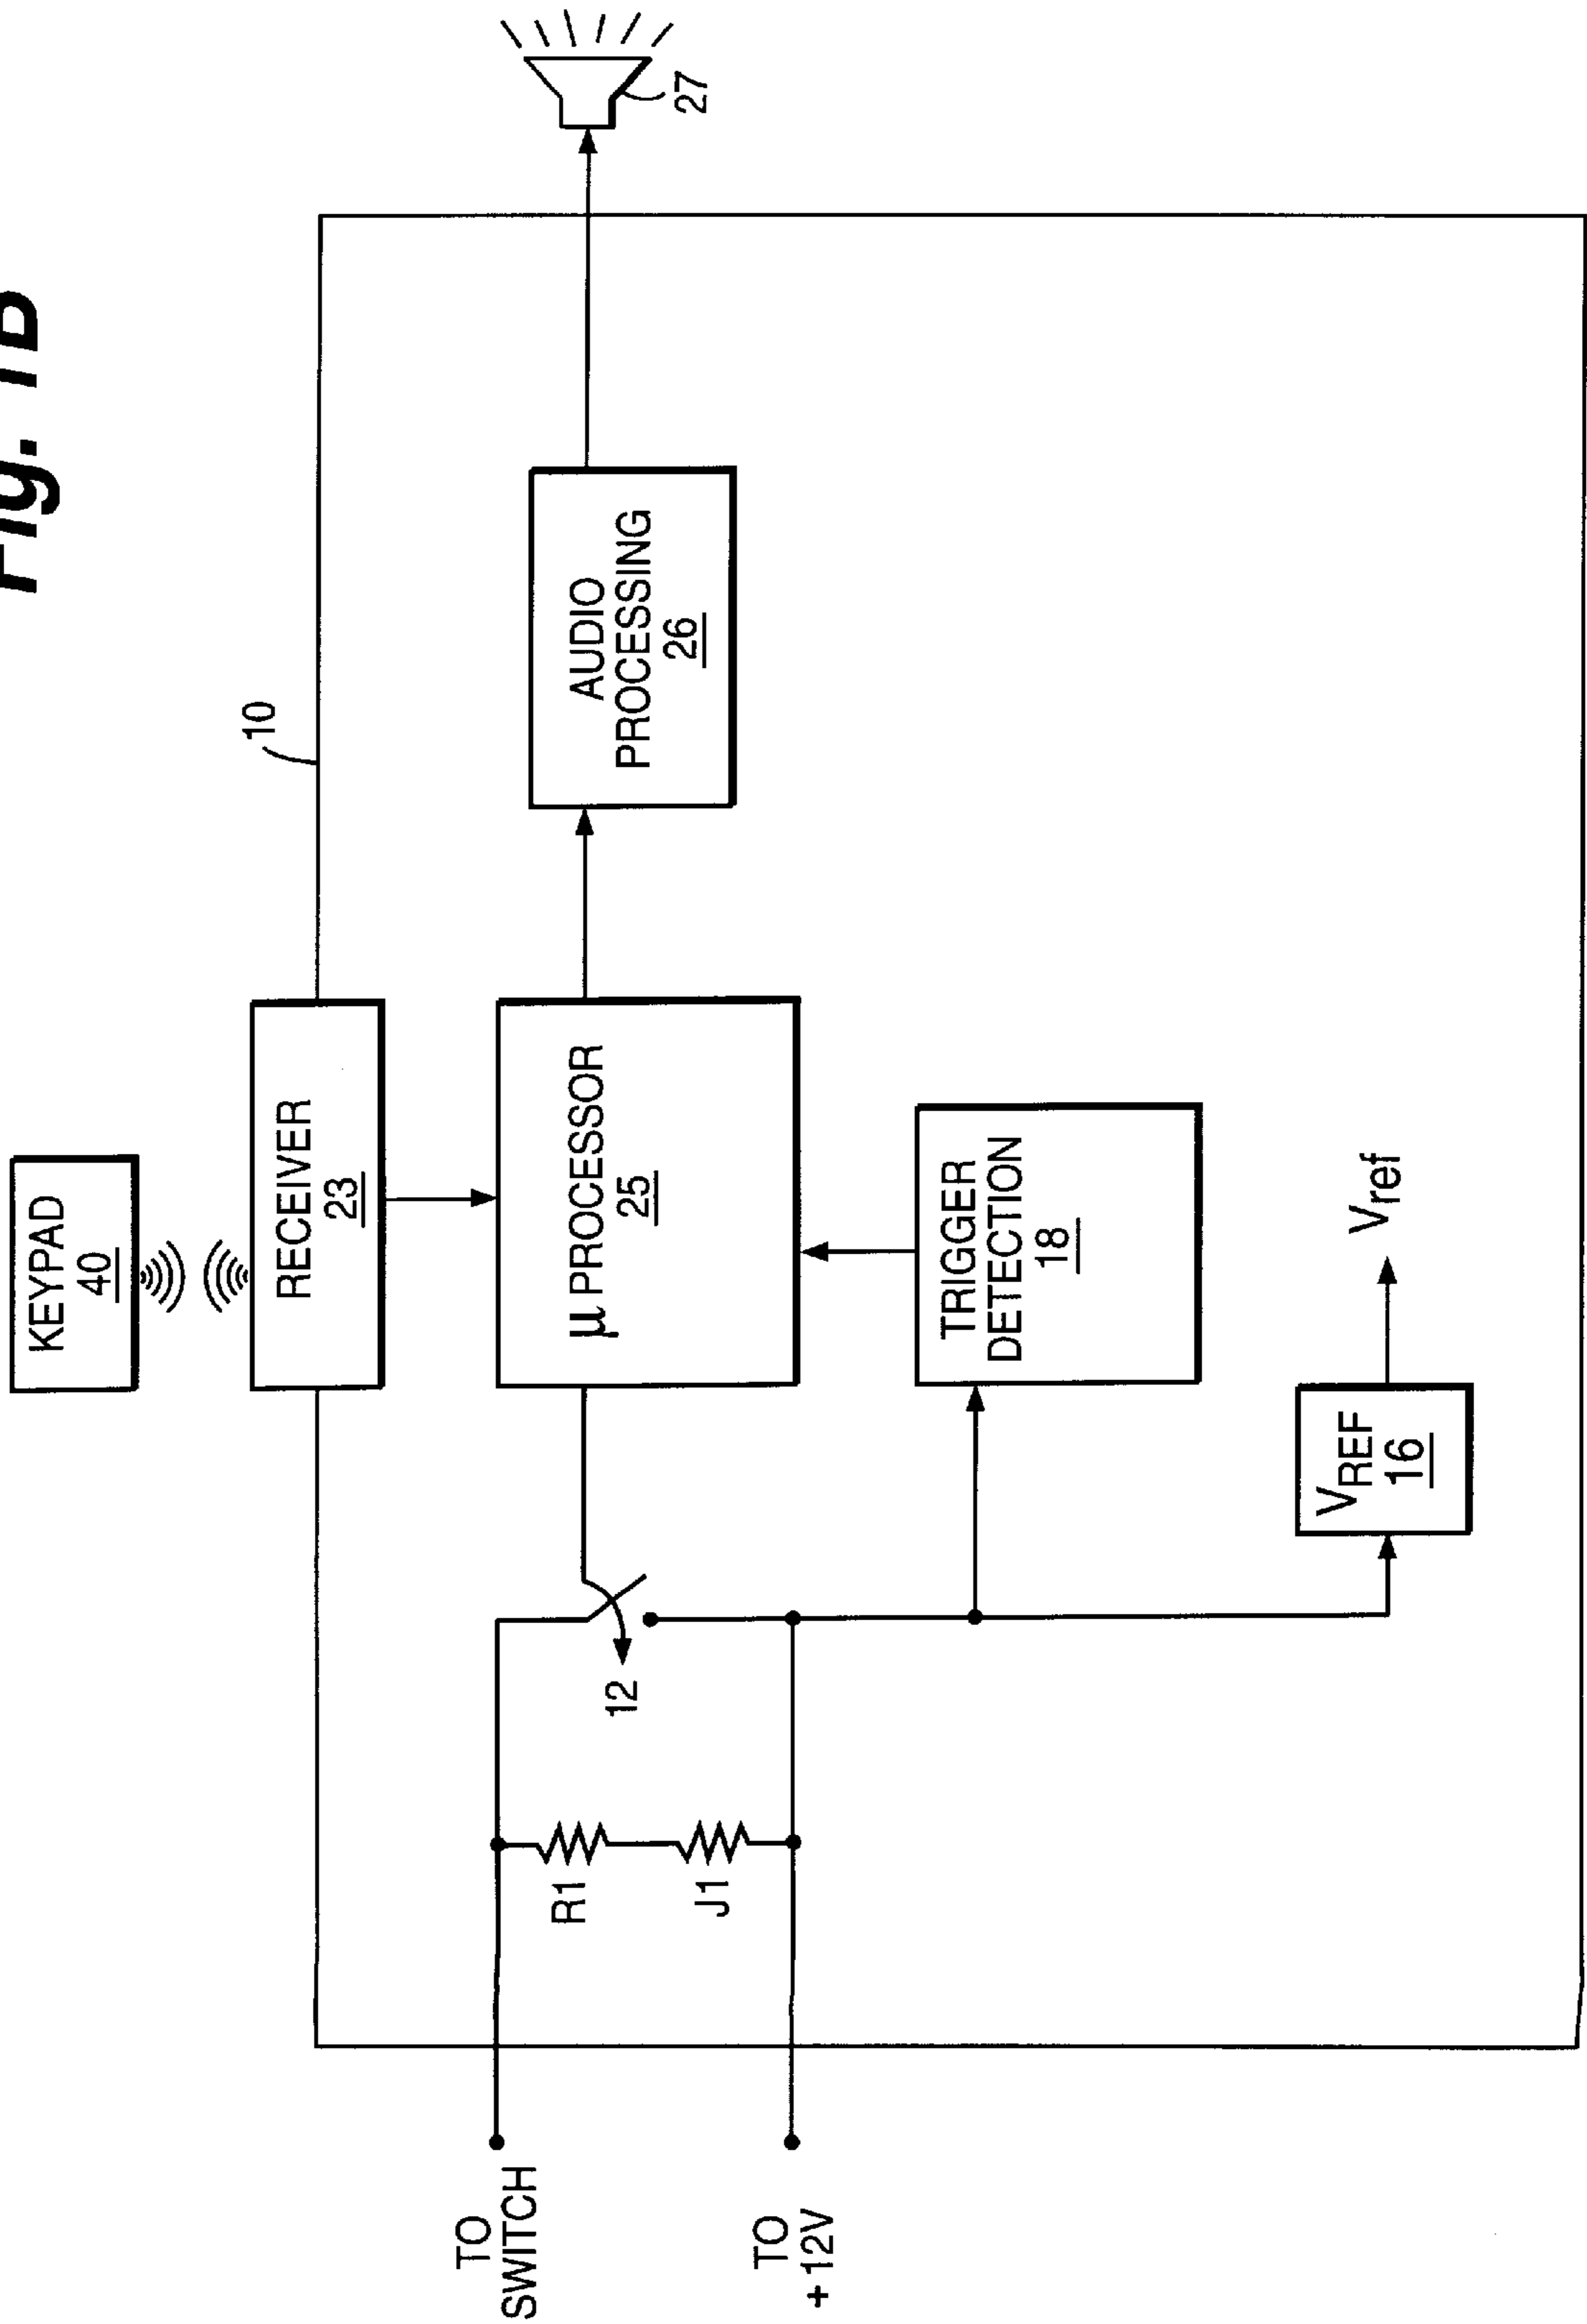 Fig. 1B
KEYPAD
40
RECEIVER
23
10
μ PROCESSOR
25
AUDIO
PROCESSING
26
27
TO
SWITCH
R1
J1
12
TO
+12V
TRIGGER
DETECTION
18
VREF
16
Vref